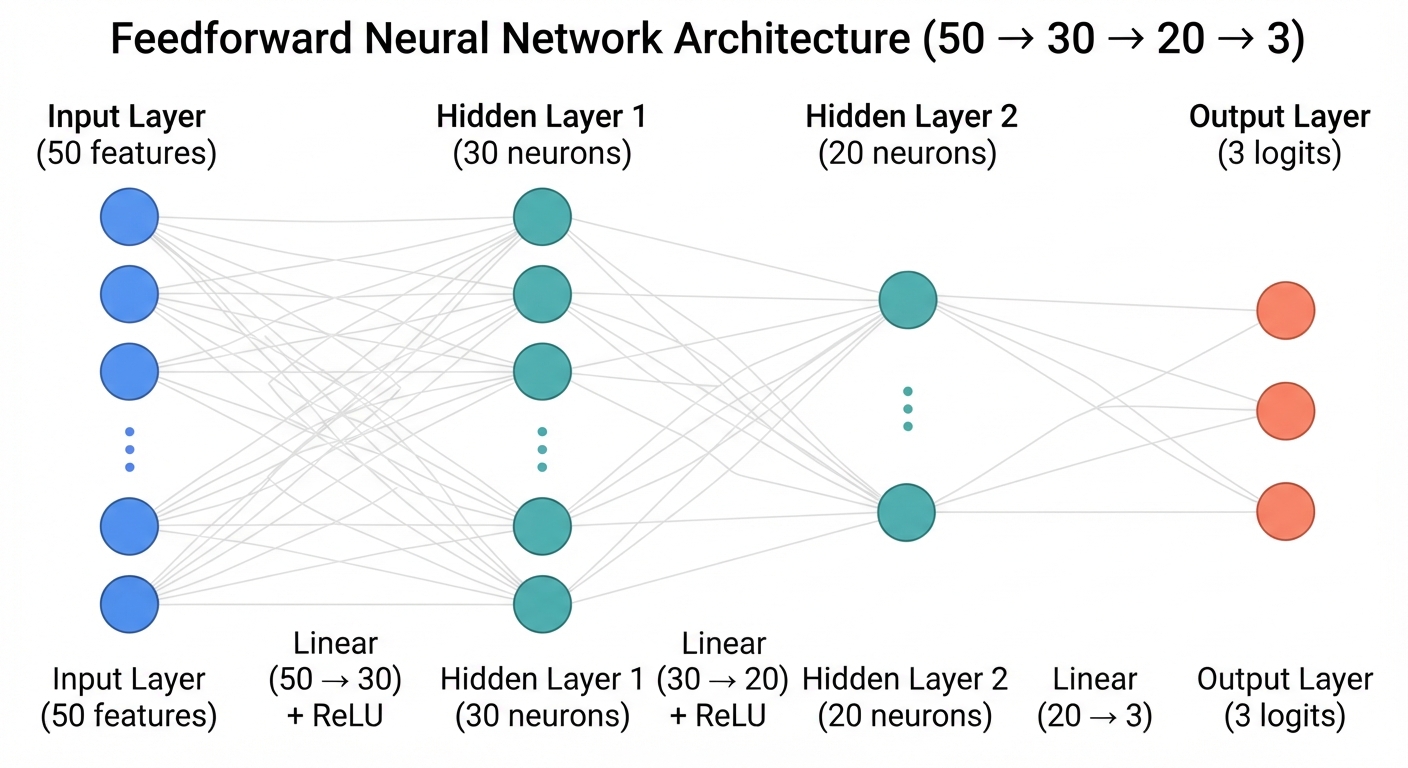 Feedforward Neural Network Architecture (50 → 30 → 20 → 3)
Input Layer
(50 features)
Hidden Layer 1
(30 neurons)
Hidden Layer 2
(20 neurons)
Output Layer
(3 logits)
Input Layer
(50 features)
Linear
(50 → 30)
+ ReLU
Hidden Layer 1
(30 neurons)
Linear
(30 → 20)
+ ReLU
Hidden Layer 2
(20 neurons)
Linear
(20 → 3)
Output Layer
(3 logits)